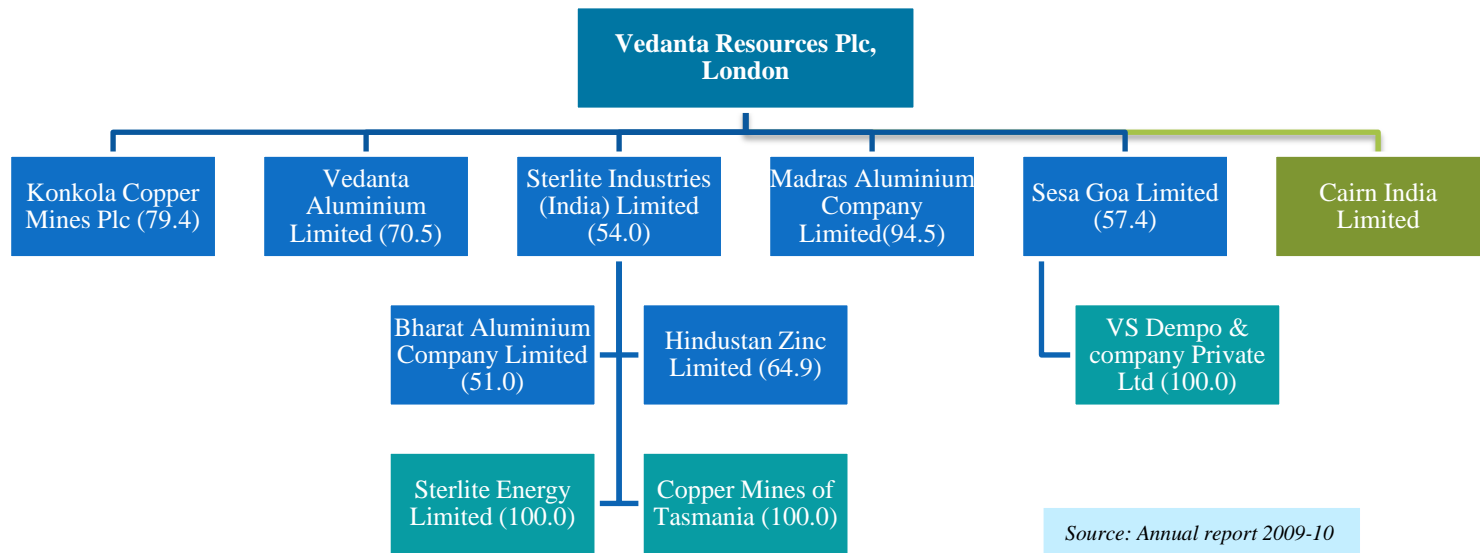 Vedanta Resources Plc,
London
Konkola Copper
Mines Plc (79.4)
Vedanta
Aluminium
Limited (70.5)
Sterlite Industries
(India) Limited
(54.0)
Madras Aluminium
Company
Limited(94.5)
Sesa Goa Limited
(57.4)
Cairn India
Limited
Bharat Aluminium
Company Limited
(51.0)
Hindustan Zinc
Limited (64.9)
VS Dempo &
company Private
Ltd (100.0)
Sterlite Energy
Limited (100.0)
Copper Mines of
Tasmania (100.0)
Source: Annual report 2009-10